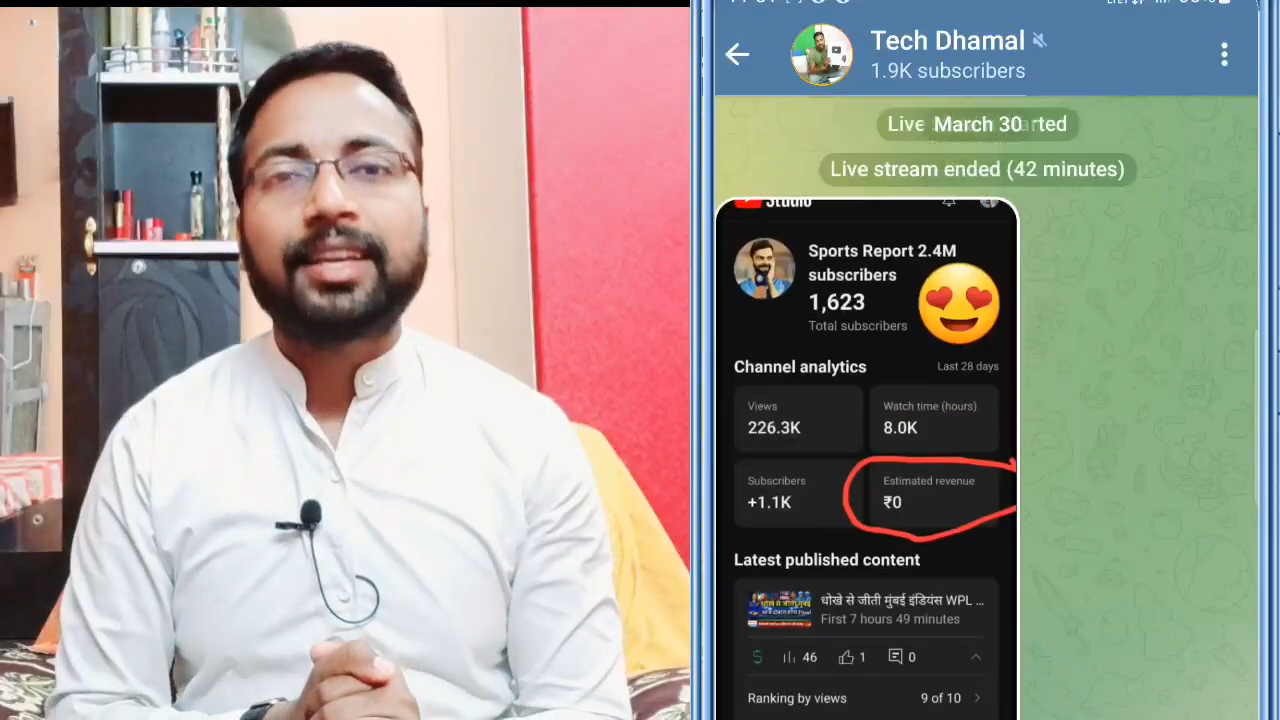 Tech Dhamal
1.9K subscribers
March 30
Live stream ended (42 minutes)
Studio
Sports Report 2.4M
subscribers
1,623
Total subscribers
Channel analytics
Last 28 days
Views
Watch time (hours)
226.3K
8.0K
Subscribers
Estimated revenue
+1.1K
₹0
Latest published content
धोखे से जीती मुंबई इंडियंस WPL ...
First 7 hours 49 minutes
$ 46 1 0
Ranking by views
9 of 10